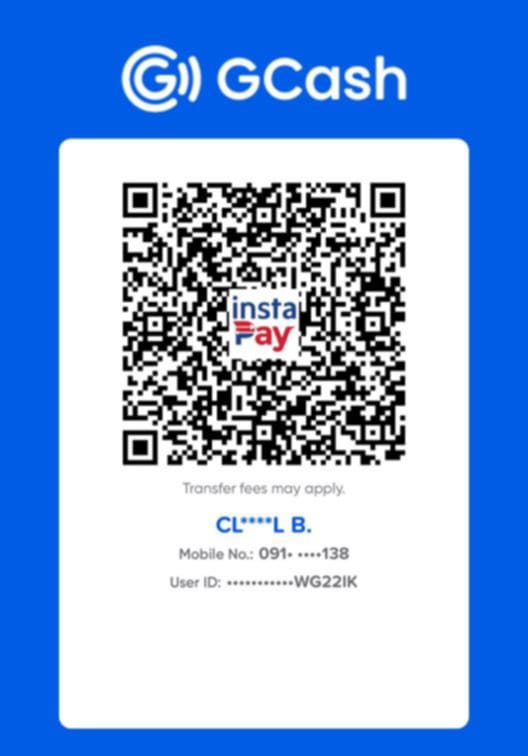 GCash
insta
Pay
Transfer fees may apply.
CL****L B.
Mobile No.: 091• ••••138
User ID: •••••••••••WG22IK